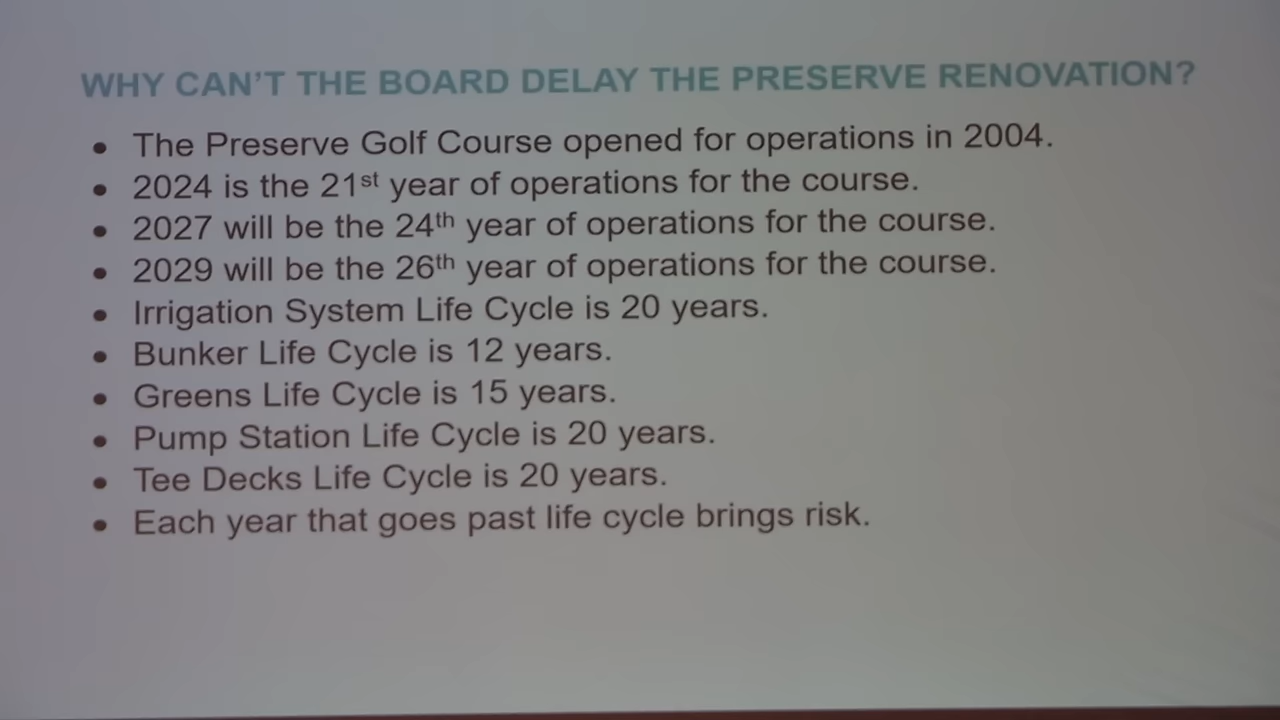 WHY CAN'T THE BOARD DELAY THE PRESERVE RENOVATION?
• The Preserve Golf Course opened for operations in 2004.
• 2024 is the 21st year of operations for the course.
• 2027 will be the 24th year of operations for the course.
• 2029 will be the 26th year of operations for the course.
• Irrigation System Life Cycle is 20 years.
• Bunker Life Cycle is 12 years.
• Greens Life Cycle is 15 years.
• Pump Station Life Cycle is 20 years.
• Tee Decks Life Cycle is 20 years.
• Each year that goes past life cycle brings risk.